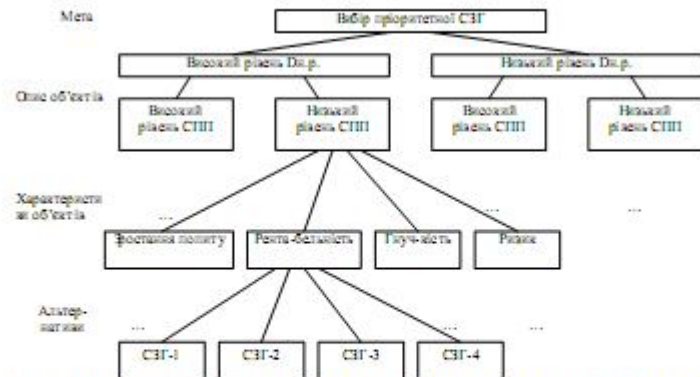 Мета
Вибір пріоритетної СЗГ
Високий рівень Dн.р.
Низький рівень Dн.р.
Опис об'єктів
Високий
рівень СПП
Низький
рівень СПП
Високий
рівень СПП
Низький
рівень СПП
Характеристи
ки об'єктів
...
...
...
Зростання попиту
Рента-бельність
Гнуч-кість
Ризик
Альтер-
нативи
...
...
...
СЗГ-1
СЗГ-2
СЗГ-3
СЗГ-4